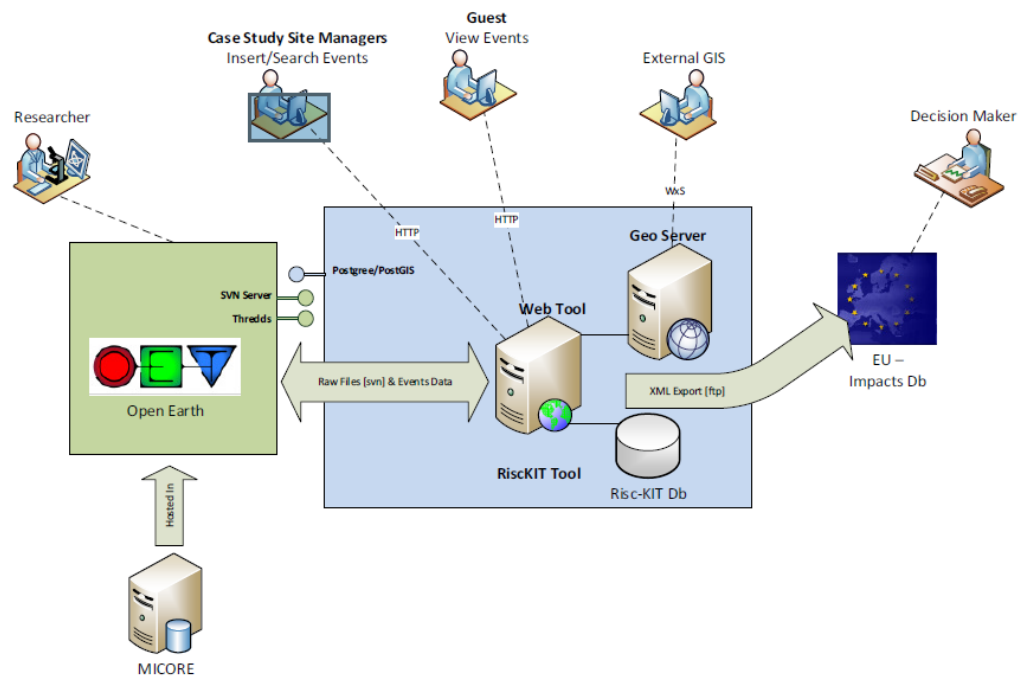 Guest
View Events
Case Study Site Managers
Insert/Search Events
External GIS
Researcher
Decision Maker
WxS
HTTP
HTTP
Geo Server
Postgree/PostGIS
SVN Server
Thredds
Web Tool
EU –
Impacts Db
Raw Files [svn] & Events Data
XML Export [ftp]
Open Earth
RiscKIT Tool
Risc-KIT Db
Hosted In
MICORE